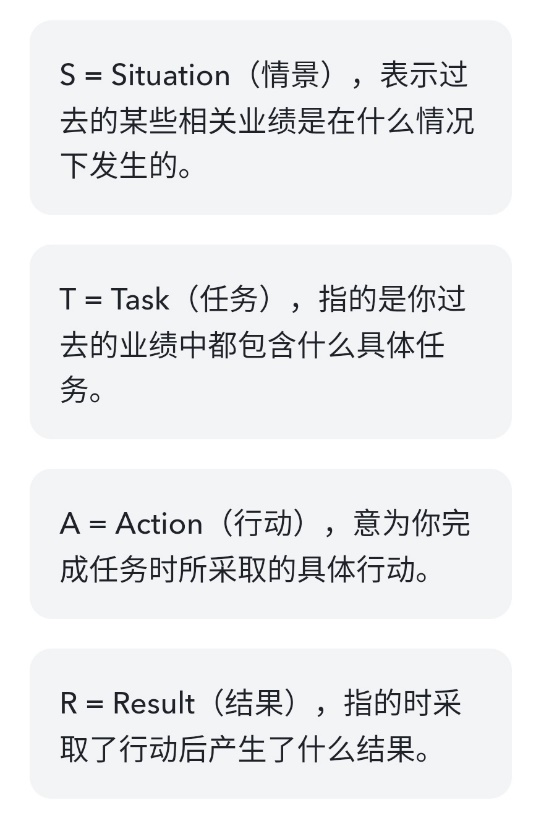 S = Situation（情景），表示过
去的某些相关业绩是在什么情况
下发生的。
T = Task（任务），指的是你过
去的业绩中都包含什么具体任
务。
A = Action（行动），意为你完
成任务时所采取的具体行动。
R = Result（结果），指的时采
取了行动后产生了什么结果。